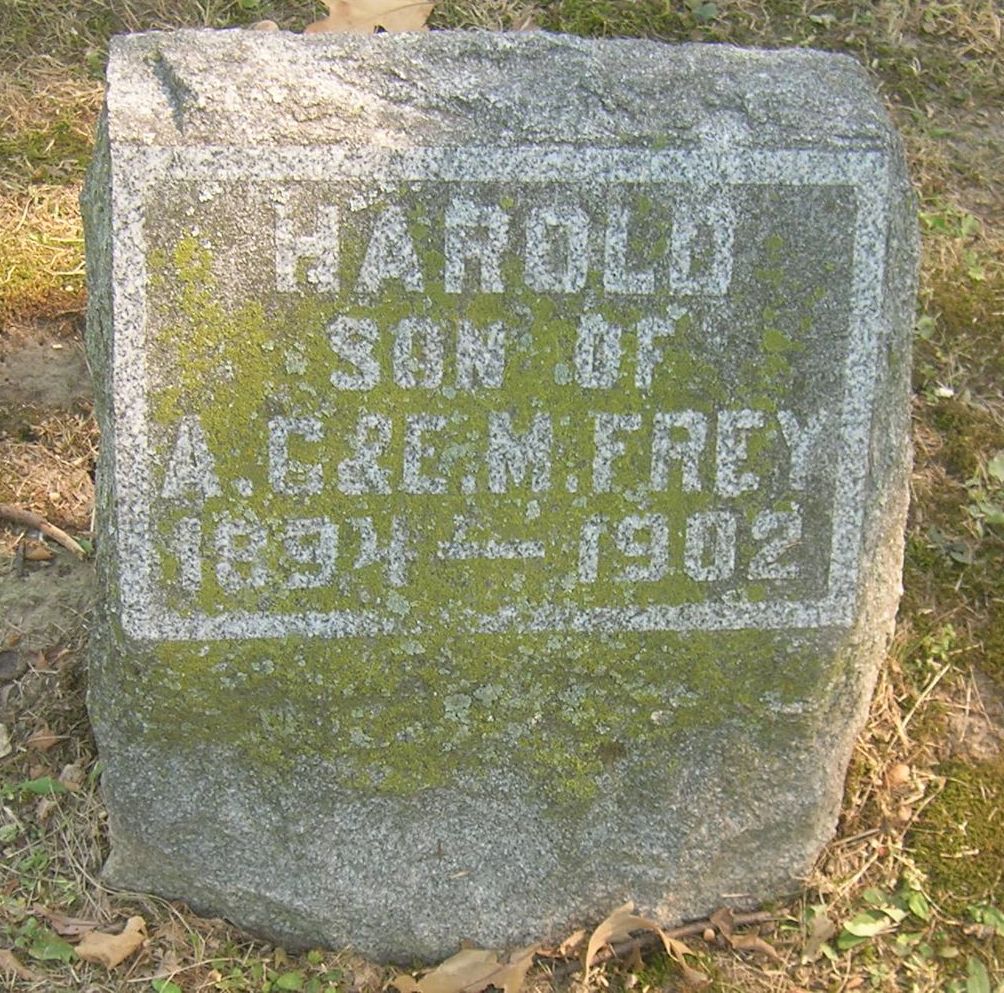 HAROLD
SON OF
A.C.&E.M.FREY
1894-1902